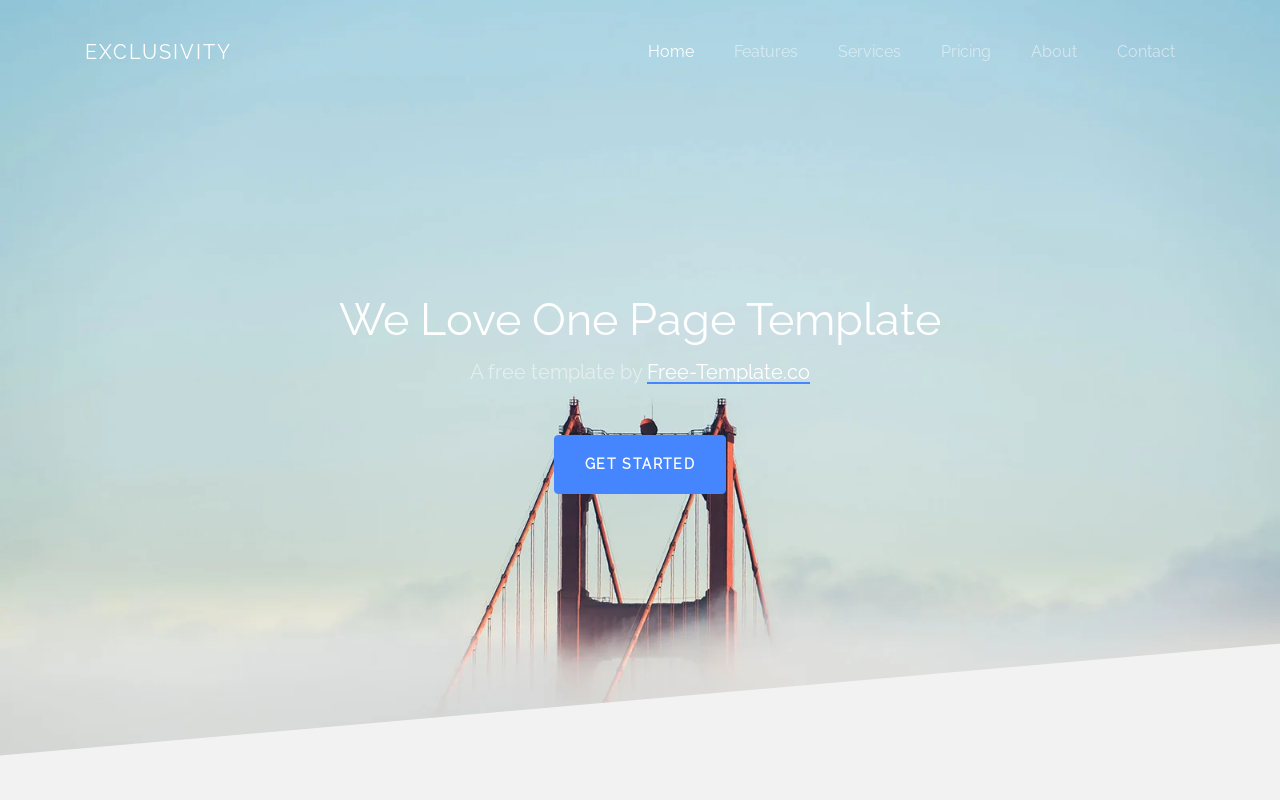 EXCLUSIVITY
Home Features Services Pricing About Contact
We Love One Page Template
A free template by Free-Template.co
GET STARTED